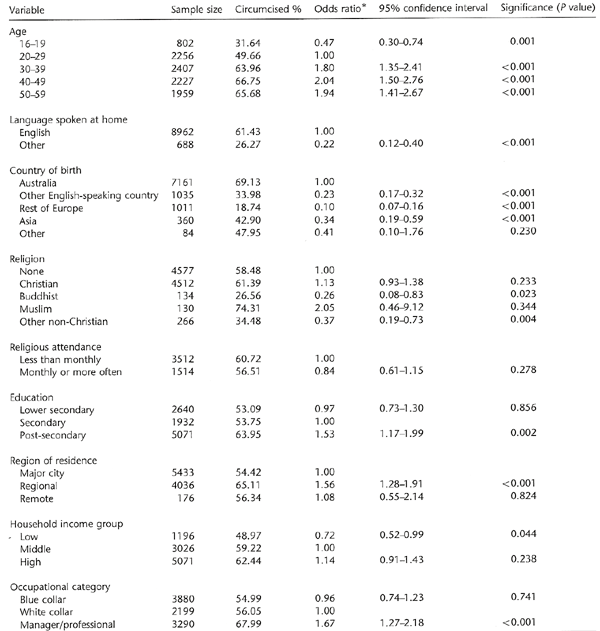 Variable Sample size Circumcised % Odds ratio* 95% confidence interval Significance (P value)
Age
16–19 802 31.64 0.47 0.30–0.74 0.001
20–29 2256 49.66 1.00
30–39 2407 63.96 1.80 1.35–2.41 <0.001
40–49 2227 66.75 2.04 1.50–2.76 <0.001
50–59 1959 65.68 1.94 1.41–2.67 <0.001
Language spoken at home
English 8962 61.43 1.00
Other 688 26.27 0.22 0.12–0.40 <0.001
Country of birth
Australia 7161 69.13 1.00
Other English-speaking country 1035 33.98 0.23 0.17–0.32 <0.001
Rest of Europe 1011 18.74 0.10 0.07–0.16 <0.001
Asia 360 42.90 0.34 0.19–0.59 <0.001
Other 84 47.95 0.41 0.10–1.76 0.230
Religion
None 4577 58.48 1.00
Christian 4512 61.39 1.13 0.93–1.38 0.233
Buddhist 134 26.56 0.26 0.08–0.83 0.023
Muslim 130 74.31 2.05 0.46–9.12 0.344
Other non-Christian 266 34.48 0.37 0.19–0.73 0.004
Religious attendance
Less than monthly 3512 60.72 1.00
Monthly or more often 1514 56.51 0.84 0.61–1.15 0.278
Education
Lower secondary 2640 53.09 0.97 0.73–1.30 0.856
Secondary 1932 53.75 1.00
Post-secondary 5071 63.95 1.53 1.17–1.99 0.002
Region of residence
Major city 5433 54.42 1.00
Regional 4036 65.11 1.56 1.28–1.91 <0.001
Remote 176 56.34 1.08 0.55–2.14 0.824
Household income group
Low 1196 48.97 0.72 0.52–0.99 0.044
Middle 3026 59.22 1.00
High 5071 62.44 1.14 0.91–1.43 0.238
Occupational category
Blue collar 3880 54.99 0.96 0.74–1.23 0.741
White collar 2199 56.05 1.00
Manager/professional 3290 67.99 1.67 1.27–2.18 <0.001